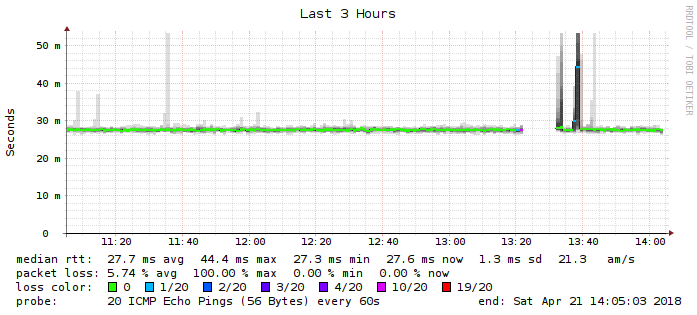 Last 3 Hours
RRDTOOL / TOBI OETIKER
Seconds
50 m
40 m
30 m
20 m
10 m
0
11:20 11:40 12:00 12:20 12:40 13:00 13:20 13:40 14:00
median rtt: 27.7 ms avg 44.4 ms max 27.3 ms min 27.6 ms now 1.3 ms sd 21.3 am/s
packet loss: 5.74 % avg 100.00 % max 0.00 % min 0.00 % now
loss color: 0 1/20 2/20 3/20 4/20 10/20 19/20
probe: 20 ICMP Echo Pings (56 Bytes) every 60s end: Sat Apr 21 14:05:03 2018